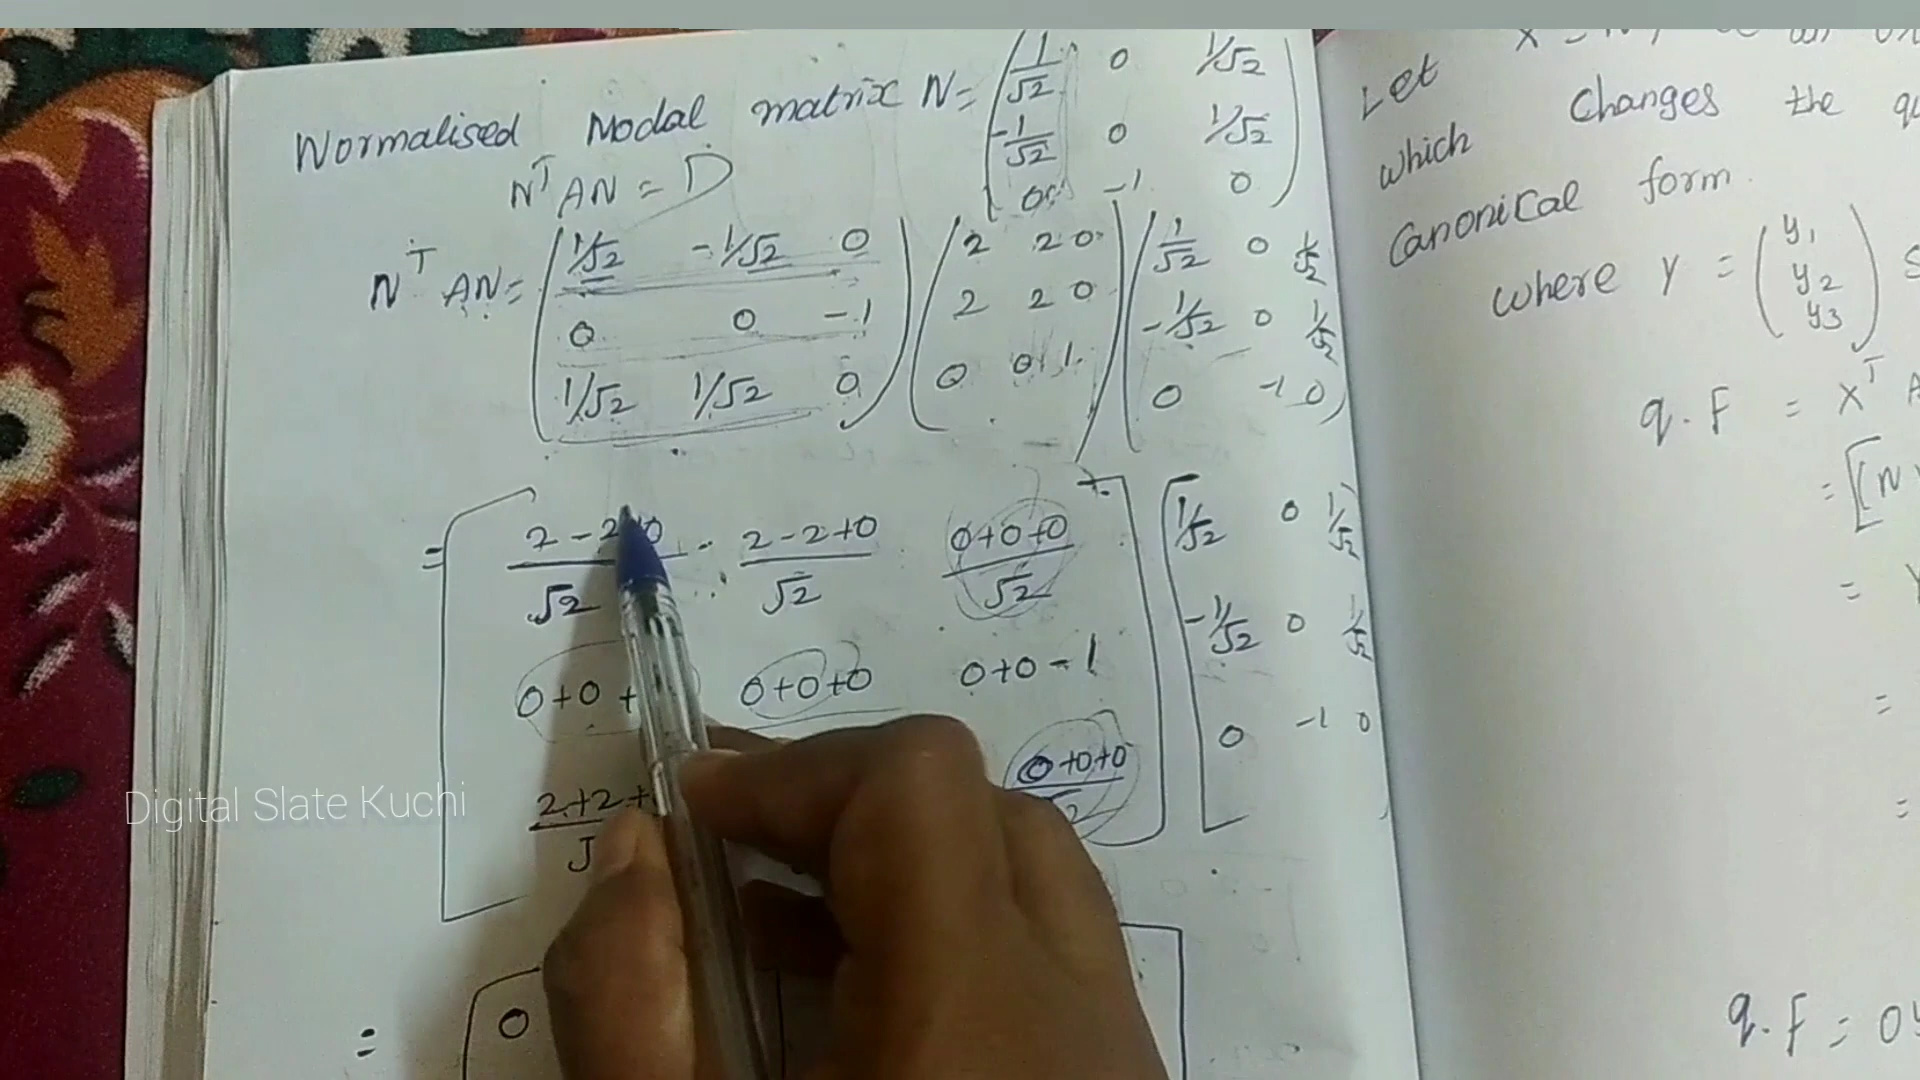 Normalised Modal matrix N = (1/√2 0 1/√2
-1/√2 0 1/√2
0 -1 0)
N^T AN = D
N^T AN = (1/√2 -1/√2 0) (2 2 0) (1/√2 0 1/√2)
0 0 -1 2 2 0 -1/√2 0 1/√2
1/√2 1/√2 0 0 0 1 0 -1 0
= [(2-2+0)/√2 (2-2+0)/√2 (0+0+0)/√2] [1/√2 0 1/√2]
0+0+ 0+0+0 0+0-1 -1/√2 0 1/√2
2+2+ 0+0+0 0 -1 0
= [0
Digital Slate Kuchi
Let X = NY be an
which changes the
Canonical form
where Y = (y1
y2
y3)
q.F = X^T
= [(N
=
=
=
q.F = 0